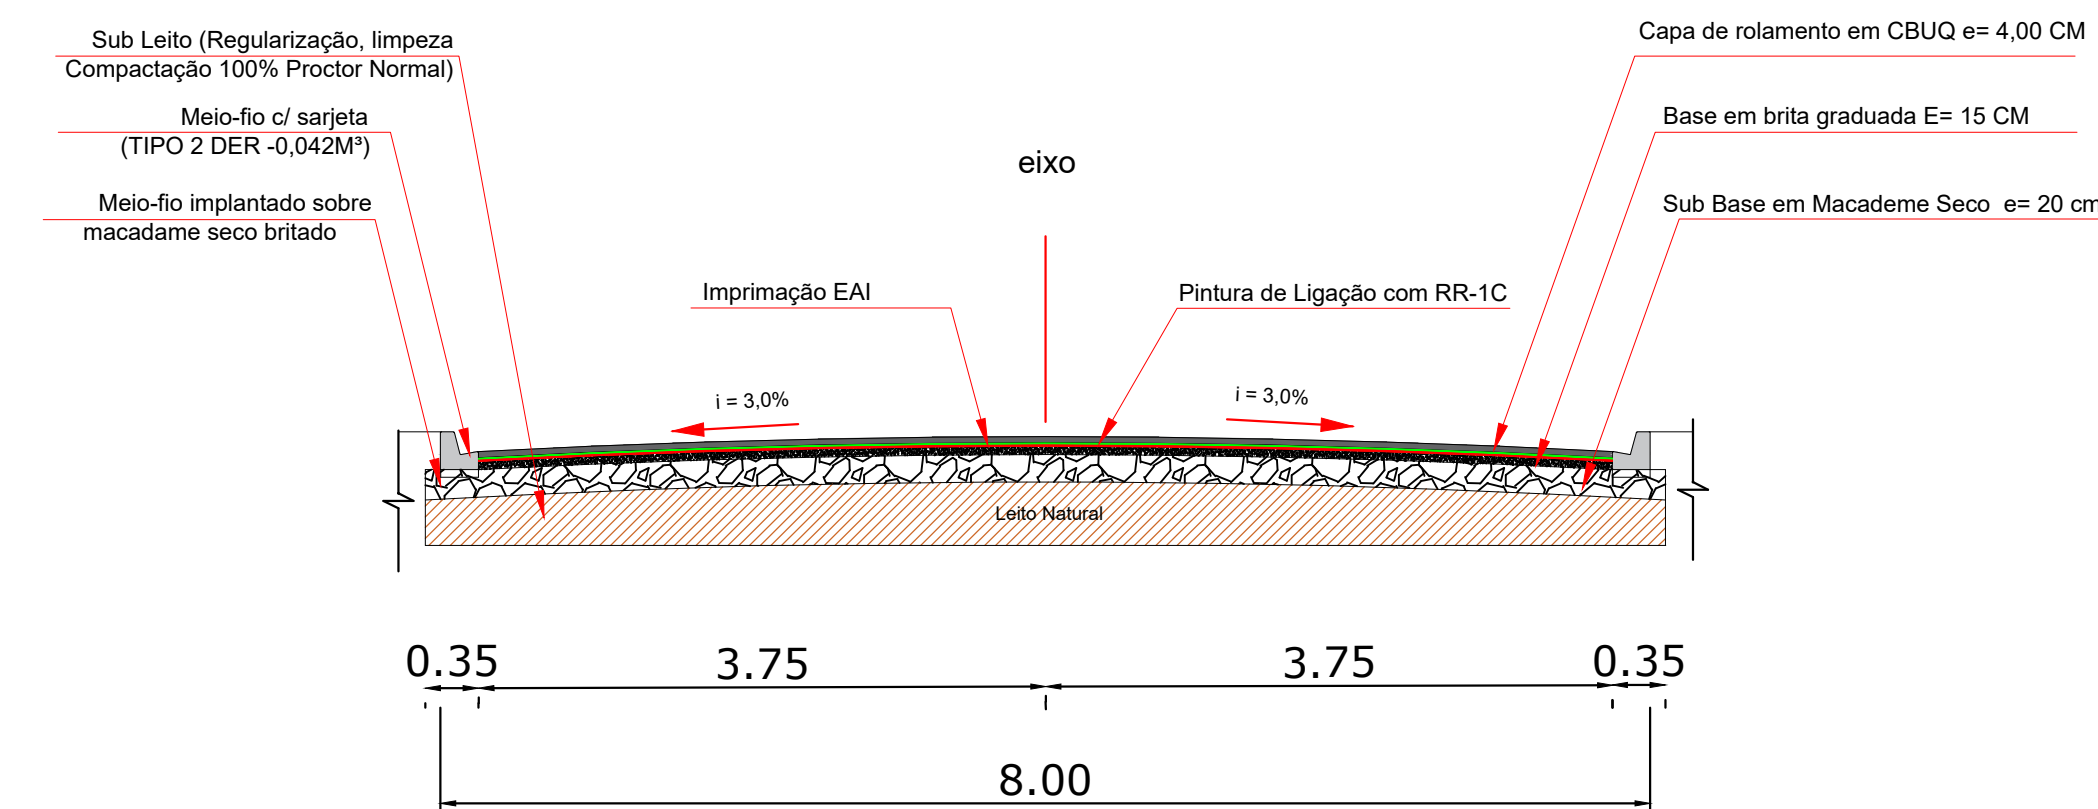 Sub Leito (Regularização, limpeza
Compactação 100% Proctor Normal)
Meio-fio c/ sarjeta
(TIPO 2 DER -0,042M³)
Meio-fio implantado sobre
macadame seco britado
Capa de rolamento em CBUQ e= 4,00 CM
Base em brita graduada E= 15 CM
Sub Base em Macademe Seco e= 20 cm
eixo
Imprimação EAI
Pintura de Ligação com RR-1C
i = 3,0%
i = 3,0%
Leito Natural
0.35
3.75
3.75
0.35
8.00